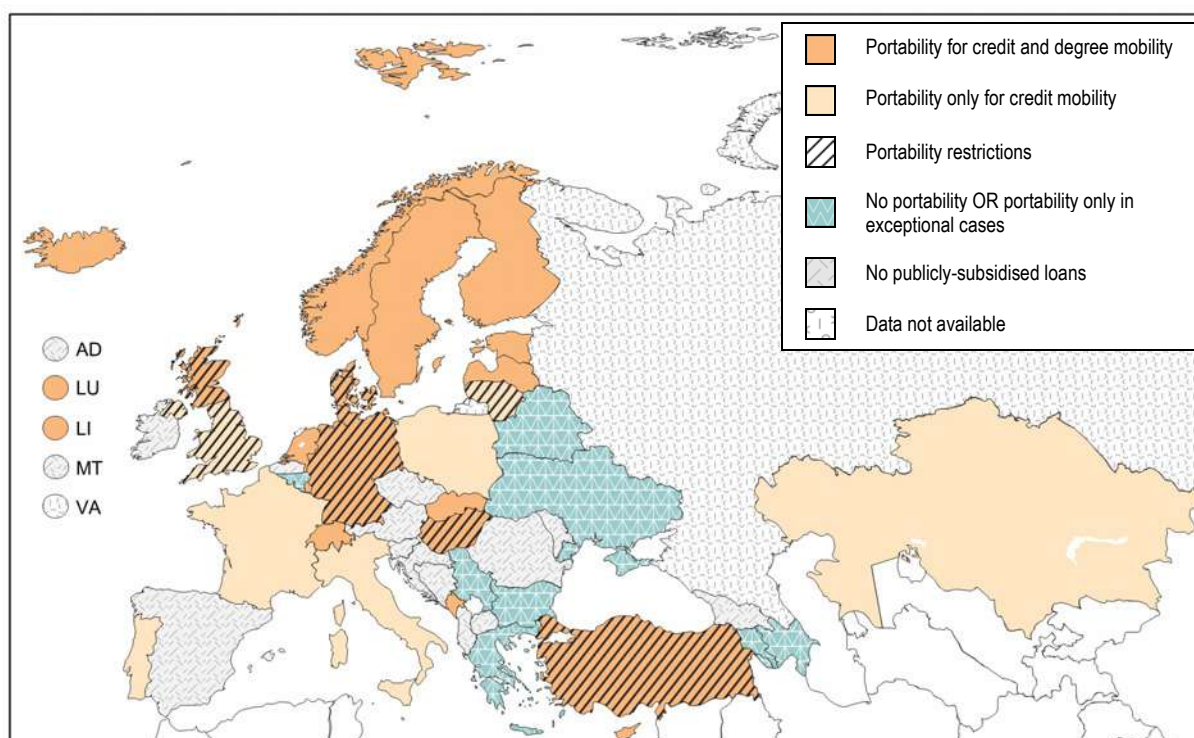 Portability for credit and degree mobility
Portability only for credit mobility
Portability restrictions
No portability OR portability only in
exceptional cases
No publicly-subsidised loans
Data not available
AD
LU
LI
MT
VA